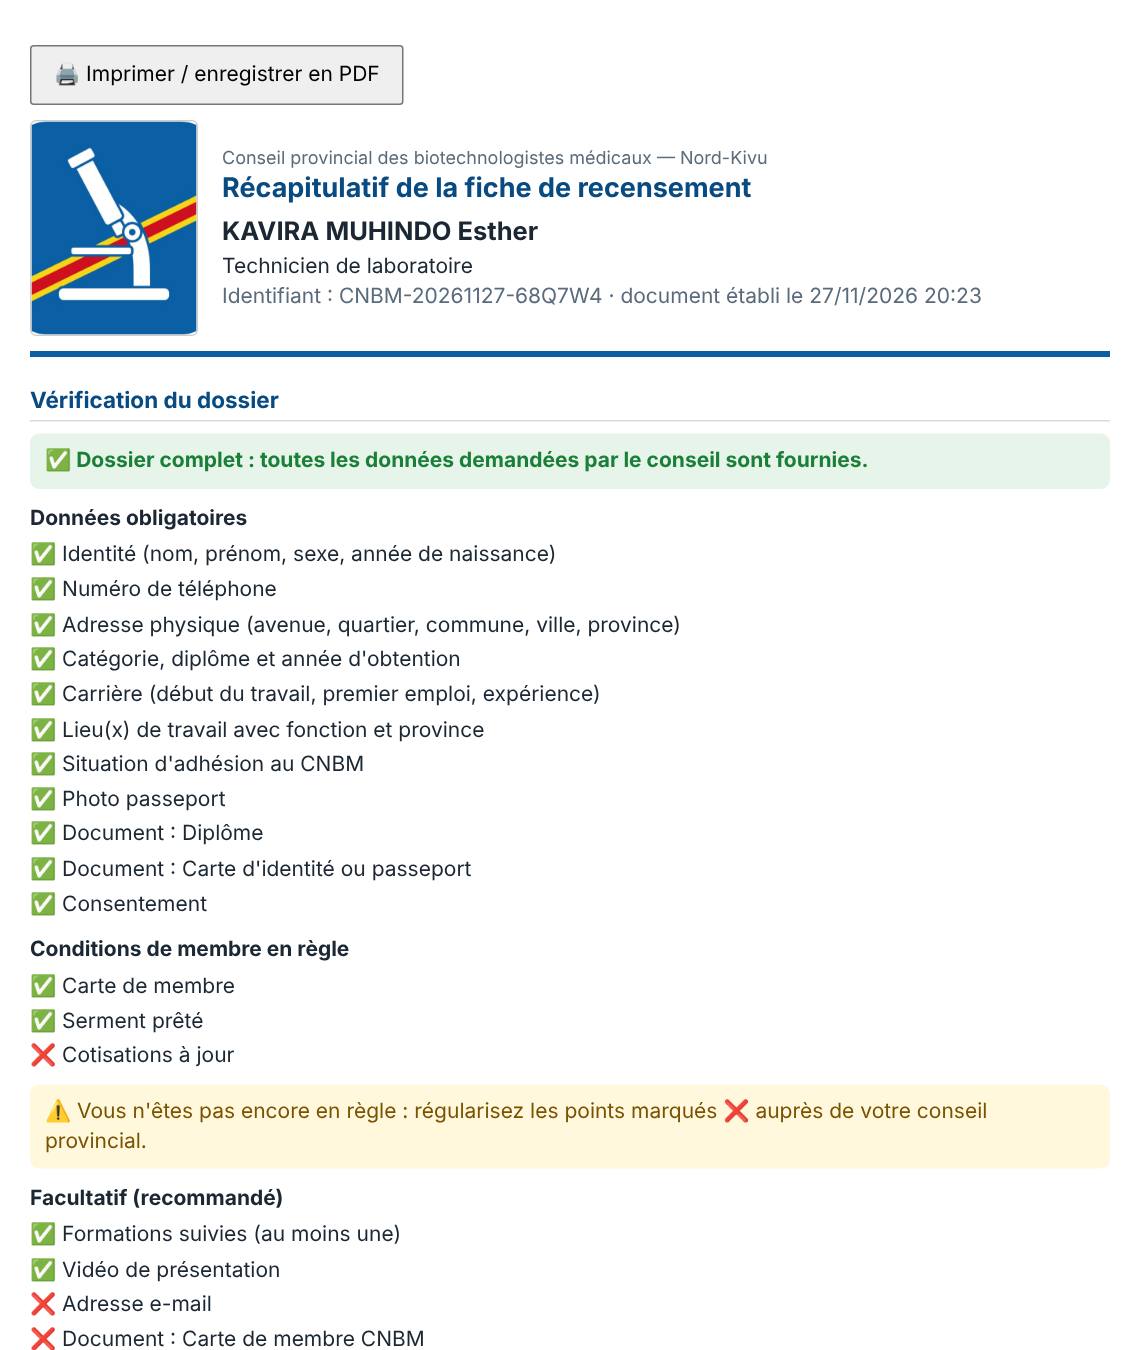 🖨️ Imprimer / enregistrer en PDF
Conseil provincial des biotechnologistes médicaux — Nord-Kivu
Récapitulatif de la fiche de recensement
KAVIRA MUHINDO Esther
Technicien de laboratoire
Identifiant : CNBM-20261127-68Q7W4 · document établi le 27/11/2026 20:23
Vérification du dossier
✅ Dossier complet : toutes les données demandées par le conseil sont fournies.
Données obligatoires
✅ Identité (nom, prénom, sexe, année de naissance)
✅ Numéro de téléphone
✅ Adresse physique (avenue, quartier, commune, ville, province)
✅ Catégorie, diplôme et année d'obtention
✅ Carrière (début du travail, premier emploi, expérience)
✅ Lieu(x) de travail avec fonction et province
✅ Situation d'adhésion au CNBM
✅ Photo passeport
✅ Document : Diplôme
✅ Document : Carte d'identité ou passeport
✅ Consentement
Conditions de membre en règle
✅ Carte de membre
✅ Serment prêté
❌ Cotisations à jour
⚠️ Vous n'êtes pas encore en règle : régularisez les points marqués ❌ auprès de votre conseil
provincial.
Facultatif (recommandé)
✅ Formations suivies (au moins une)
✅ Vidéo de présentation
❌ Adresse e-mail
❌ Document : Carte de membre CNBM